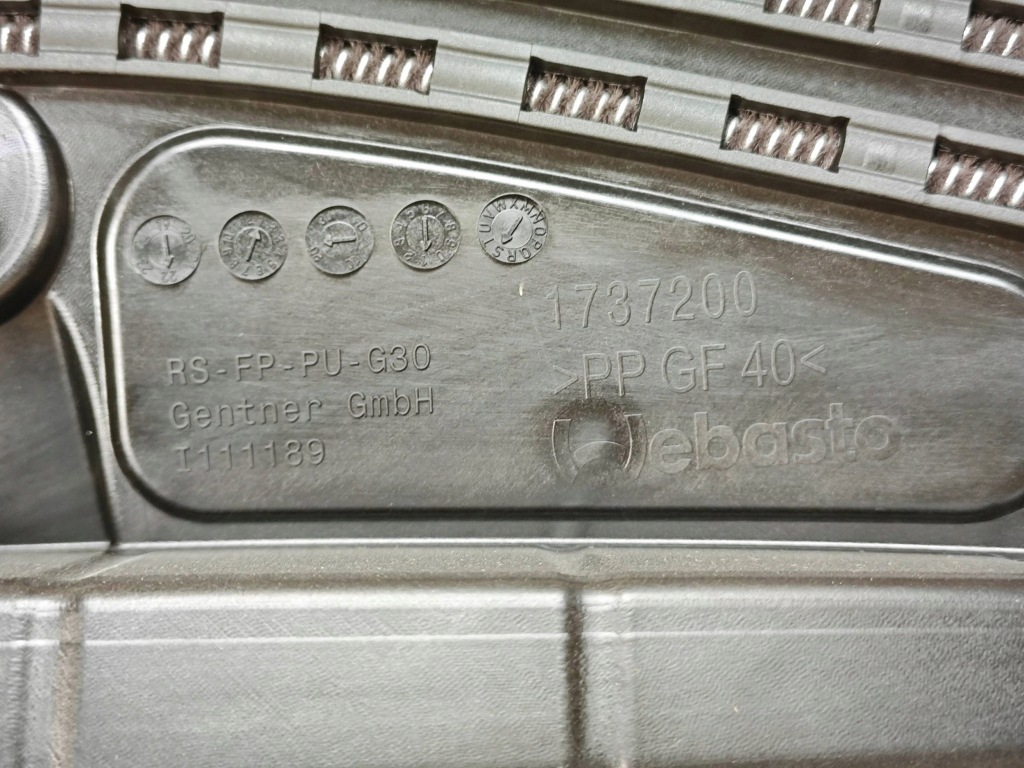 1737200
RS-FP-PU-G30
>PP GF 40<
Gentner GmbH
Webasto
I111189